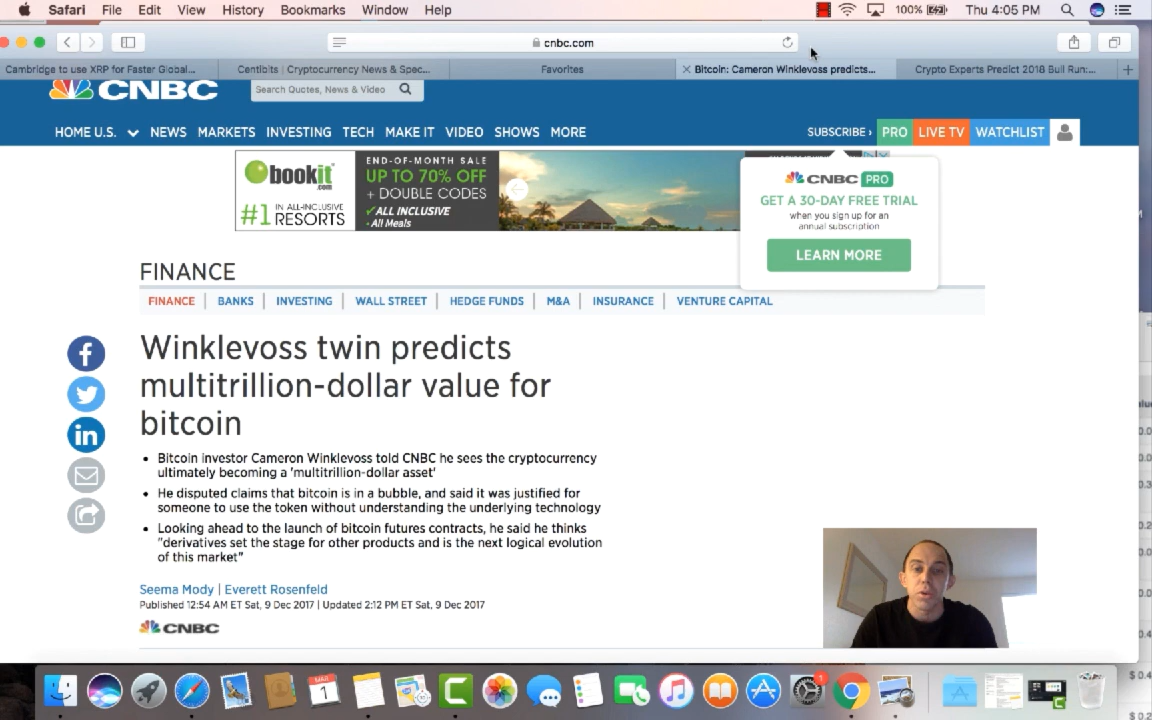 Safari File Edit View History Bookmarks Window Help 100% Thu 4:05 PM
cnbc.com
Cambridge to use XRP for Faster Global... Centibits | Cryptocurrency News & Spec... Favorites Bitcoin: Cameron Winklevoss predicts... Crypto Experts Predict 2018 Bull Run:...
CNBC Search Quotes, News & Video
HOME U.S. NEWS MARKETS INVESTING TECH MAKE IT VIDEO SHOWS MORE SUBSCRIBE › PRO LIVE TV WATCHLIST
bookit
.com
#1 IN ALL-INCLUSIVE
RESORTS
END-OF-MONTH SALE
UP TO 70% OFF
+ DOUBLE CODES
✓ALL INCLUSIVE
- All Meals
CNBC PRO
GET A 30-DAY FREE TRIAL
when you sign up for an
annual subscription
LEARN MORE
FINANCE
FINANCE | BANKS | INVESTING | WALL STREET | HEDGE FUNDS | M&A | INSURANCE | VENTURE CAPITAL
Winklevoss twin predicts
multitrillion-dollar value for
bitcoin
• Bitcoin investor Cameron Winklevoss told CNBC he sees the cryptocurrency
ultimately becoming a 'multitrillion-dollar asset'
• He disputed claims that bitcoin is in a bubble, and said it was justified for
someone to use the token without understanding the underlying technology
• Looking ahead to the launch of bitcoin futures contracts, he said he thinks
"derivatives set the stage for other products and is the next logical evolution
of this market"
Seema Mody | Everett Rosenfeld
Published 12:54 AM ET Sat, 9 Dec 2017 | Updated 2:12 PM ET Sat, 9 Dec 2017
CNBC
MAR
1
1